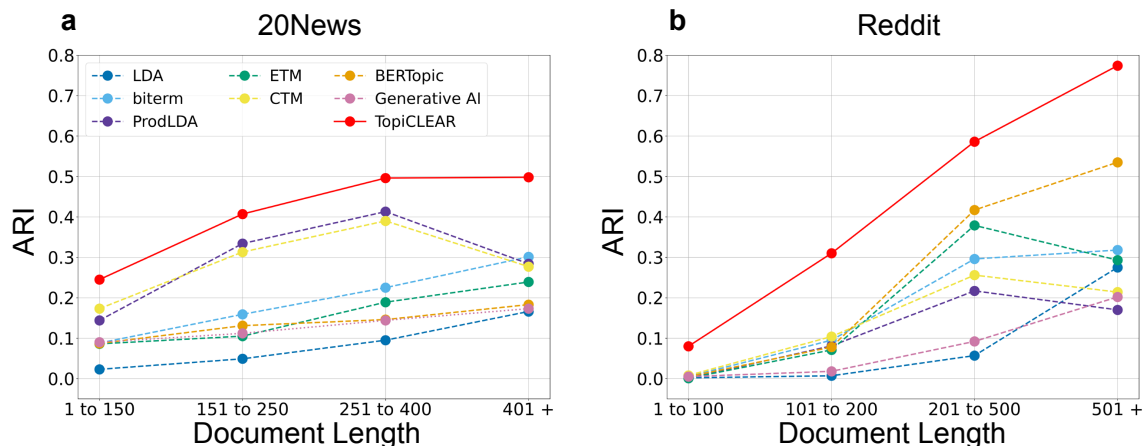 a
20News
ARI
0.8
0.7
0.6
0.5
0.4
0.3
0.2
0.1
0.0
LDA
biterm
ProdLDA
ETM
CTM
BERTopic
Generative AI
TopiCLEAR
1 to 150
151 to 250
251 to 400
401 +
Document Length
b
Reddit
ARI
0.8
0.7
0.6
0.5
0.4
0.3
0.2
0.1
0.0
1 to 100
101 to 200
201 to 500
501 +
Document Length